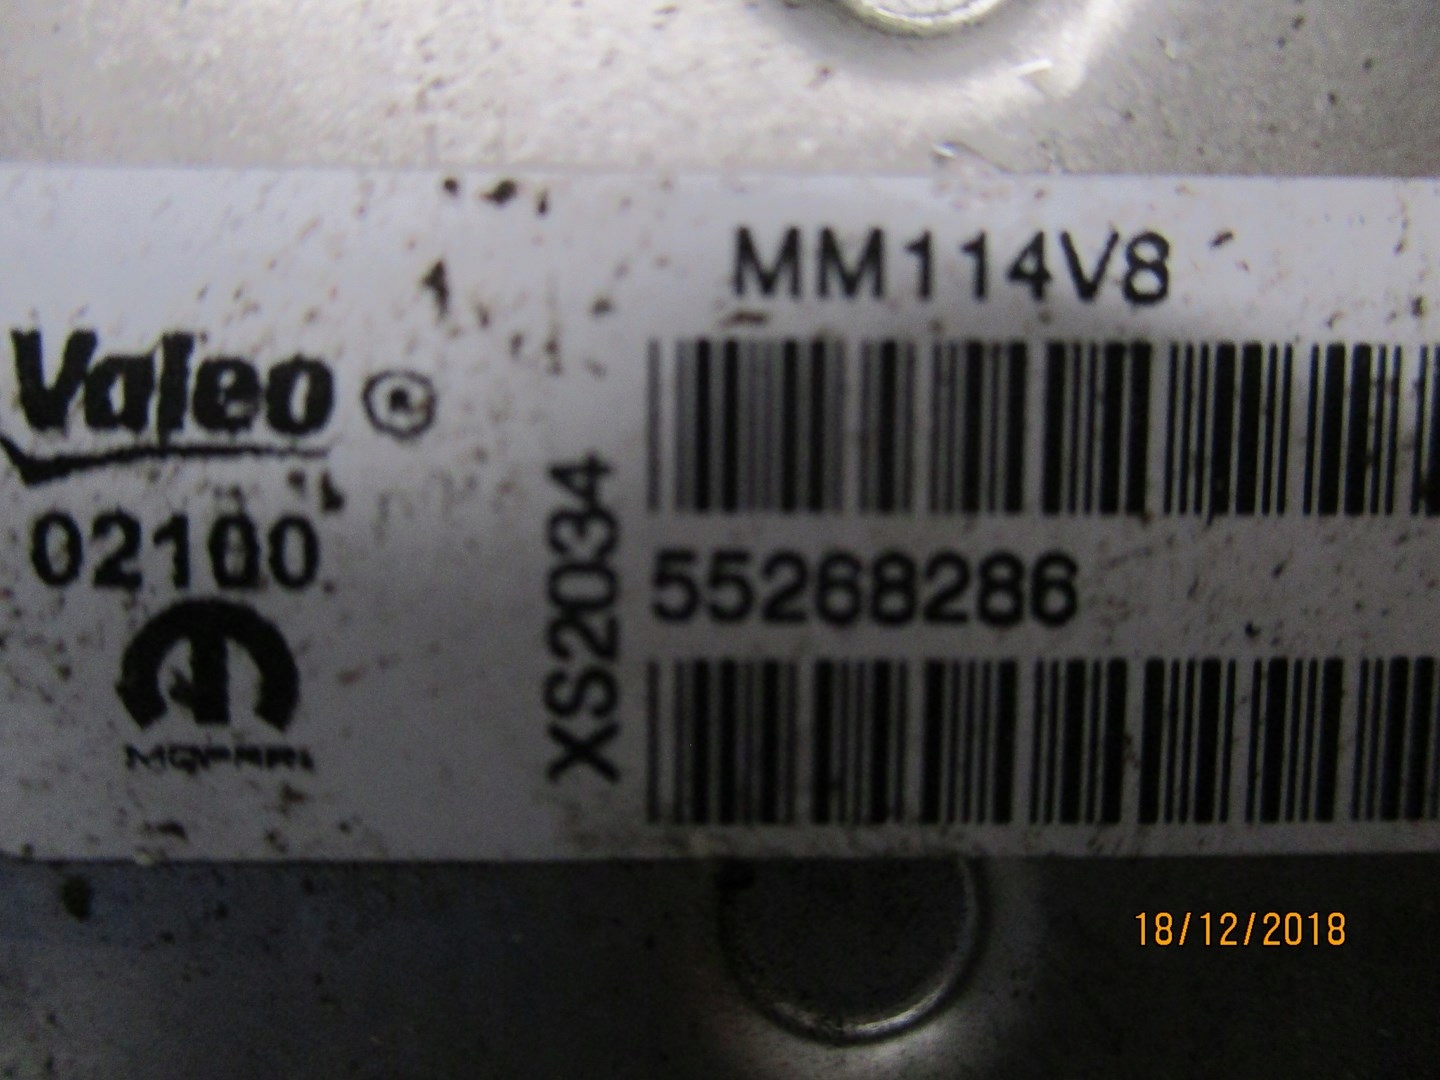 MM114V8
Valeo ®
02100
MOPAR
XS2034
55268286
18/12/2018